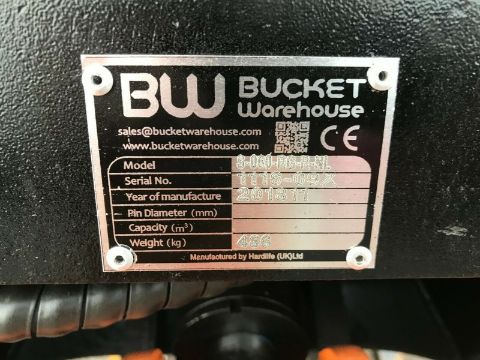 BW BUCKET
Warehouse
sales@bucketwarehouse.com
www.bucketwarehouse.com
CE
Model
Serial No.
Year of manufacture 201811
Pin Diameter (mm)
Capacity (m³)
Weight (kg)
Manufactured by Hardlife (UK)Ltd